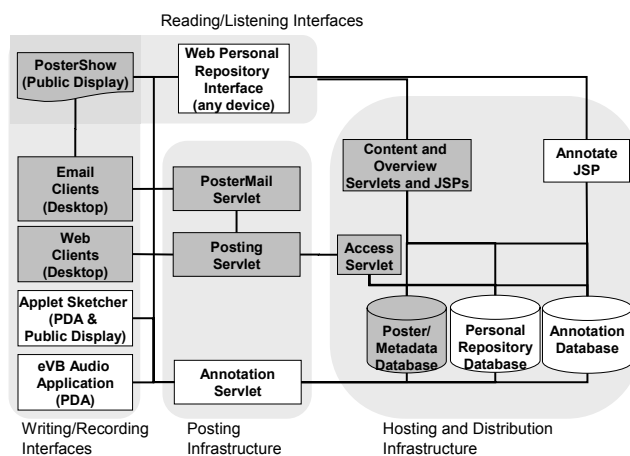 Reading/Listening Interfaces
PosterShow
(Public Display)
Web Personal
Repository
Interface
(any device)
Email
Clients
(Desktop)
PosterMail
Servlet
Content and
Overview
Servlets and JSPs
Annotate
JSP
Web
Clients
(Desktop)
Posting
Servlet
Access
Servlet
Applet Sketcher
(PDA &
Public Display)
Poster/
Metadata
Database
Personal
Repository
Database
Annotation
Database
eVB Audio
Application
(PDA)
Annotation
Servlet
Writing/Recording
Interfaces
Posting
Infrastructure
Hosting and Distribution
Infrastructure